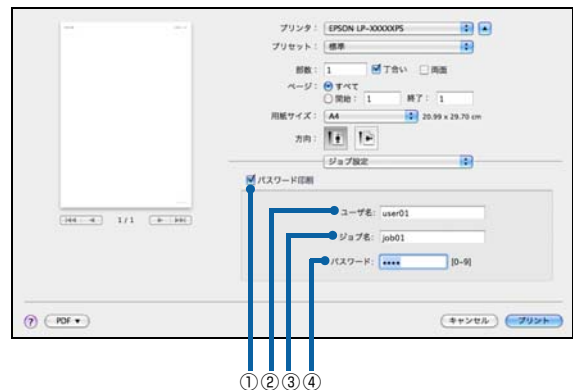 プリンタ： EPSON LP-XXXXXPS
プリセット： 標準
部数： 1 丁合い 両面
ページ： すべて
開始： 1 終了： 1
用紙サイズ： A4 20.99 x 29.70 cm
方向：
ジョブ設定
パスワード印刷
ユーザ名： user01
ジョブ名： job01
パスワード： •••• [0-9]
1/1
? PDF ▼ キャンセル プリント
①②③④